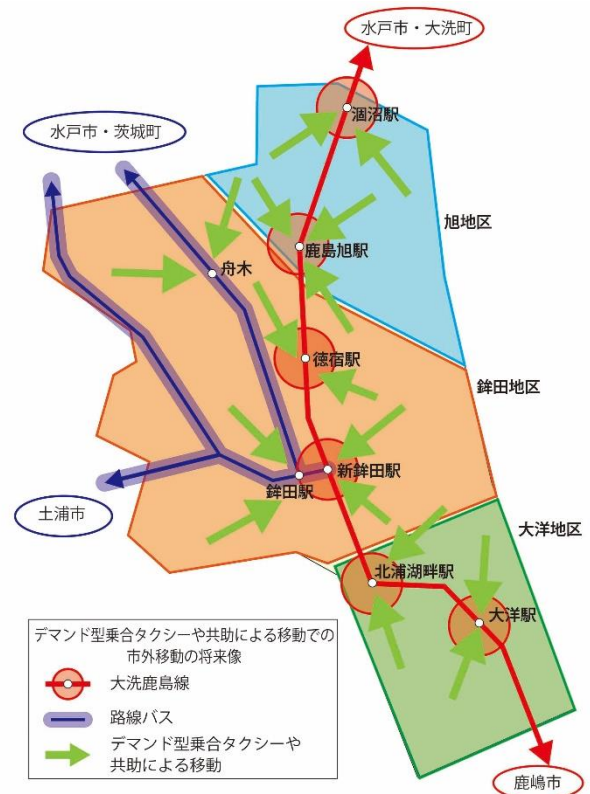 水戸市・大洗町
涸沼駅
水戸市・茨城町
旭地区
鹿島旭駅
舟木
徳宿駅
鉾田地区
新鉾田駅
鉾田駅
土浦市
大洋地区
北浦湖畔駅
大洋駅
デマンド型乗合タクシーや共助による移動での
市外移動の将来像
大洗鹿島線
路線バス
デマンド型乗合タクシーや
共助による移動
鹿嶋市